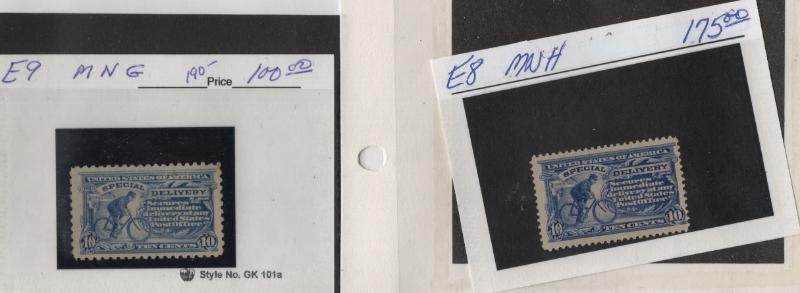 E9 MNG 190- Price 100.00
UNITED STATES OF AMERICA
SPECIAL DELIVERY
Secures
immediate
delivery at any
United States
Post Office
10 TEN CENTS 10
Style No. GK 101a
E8 MNH 175.00
UNITED STATES OF AMERICA
SPECIAL DELIVERY
Secures
immediate
delivery at any
United States
Post Office
10 TEN CENTS 10